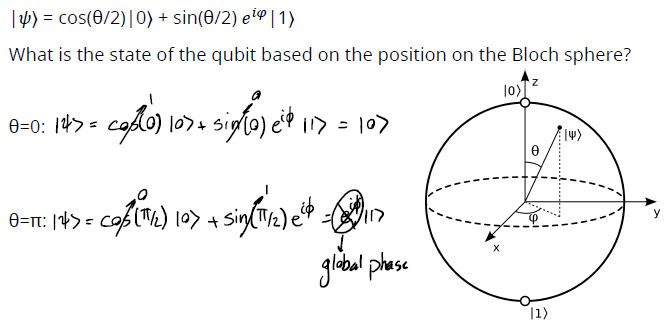 |ψ⟩ = cos(θ/2)|0⟩ + sin(θ/2) e^{iφ}|1⟩
What is the state of the qubit based on the position on the Bloch sphere?
θ=0: |ψ> = cos(0) 1 |0> + sin(0) 0 e^{iϕ} |1> = |0>
θ=π: |ψ> = cos(π/2) 0 |0> + sin(π/2) 1 e^{iϕ} = e^{iϕ} |1>
global phase
|0⟩ z
|ψ⟩
θ
φ
y
x
|1⟩